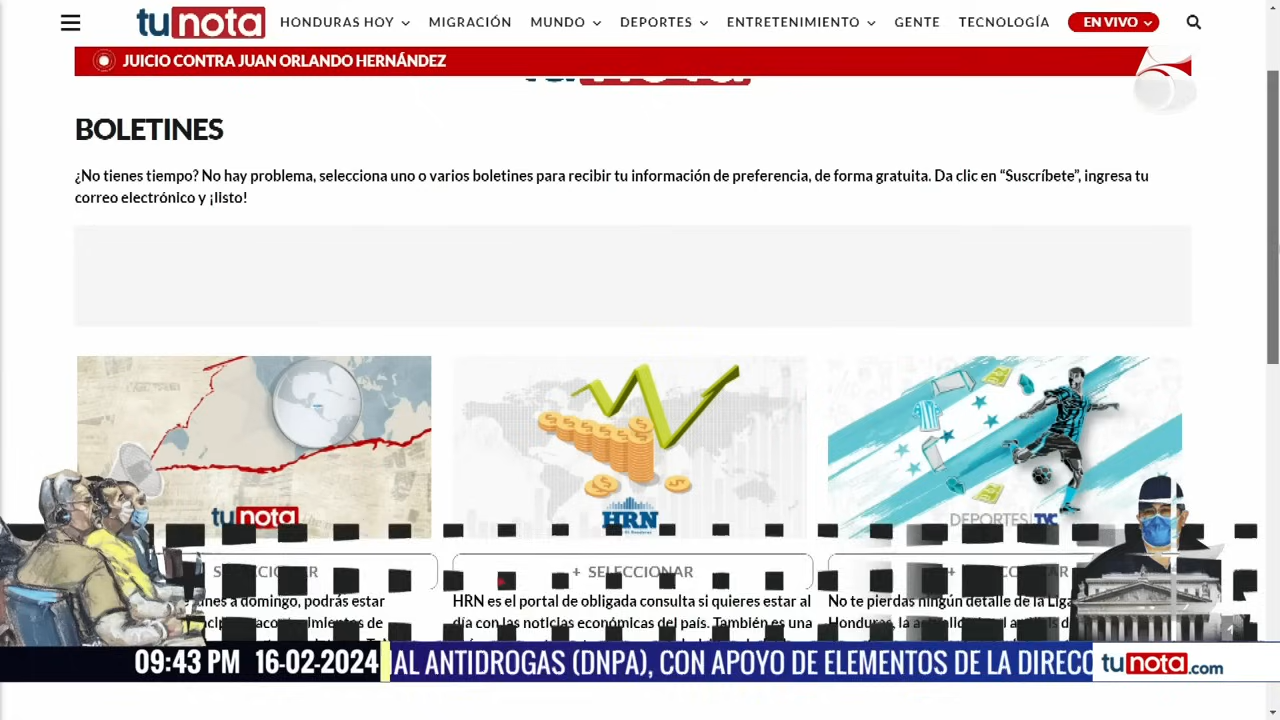 tunota HONDURAS HOY MIGRACIÓN MUNDO DEPORTES ENTRETENIMIENTO GENTE TECNOLOGÍA EN VIVO
JUICIO CONTRA JUAN ORLANDO HERNÁNDEZ
5
BOLETINES
¿No tienes tiempo? No hay problema, selecciona uno o varios boletines para recibir tu información de preferencia, de forma gratuita. Da clic en “Suscríbete”, ingresa tu
correo electrónico y ¡listo!
tunota
HRN
DEPORTES TVC
+ SELECCIONAR
lunes a domingo, podrás estar
HRN es el portal de obligada consulta si quieres estar al
día con las noticias económicas del país. También es una
No te pierdas ningún detalle de la Liga
Honduras, la
09:43 PM 16-02-2024 AL ANTIDROGAS (DNPA), CON APOYO DE ELEMENTOS DE LA DIREC
tunota.com